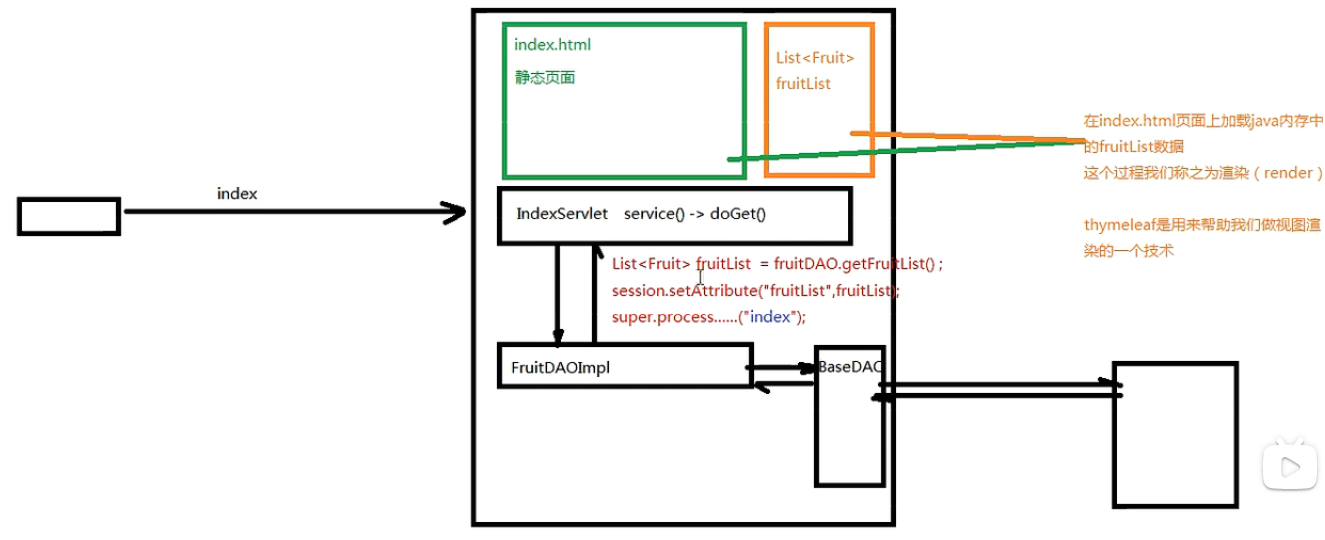 index.html
静态页面
List<Fruit>
fruitList
在index.html页面上加载java内存中
的fruitList数据
这个过程我们称之为渲染（render）
thymeleaf是用来帮助我们做视图渲
染的一个技术
index
IndexServlet service() -> doGet()
List<Fruit> fruitList = fruitDAO.getFruitList() ;
session.setAttribute("fruitList",fruitList);
super.process......("index");
FruitDAOImpl
BaseDAO